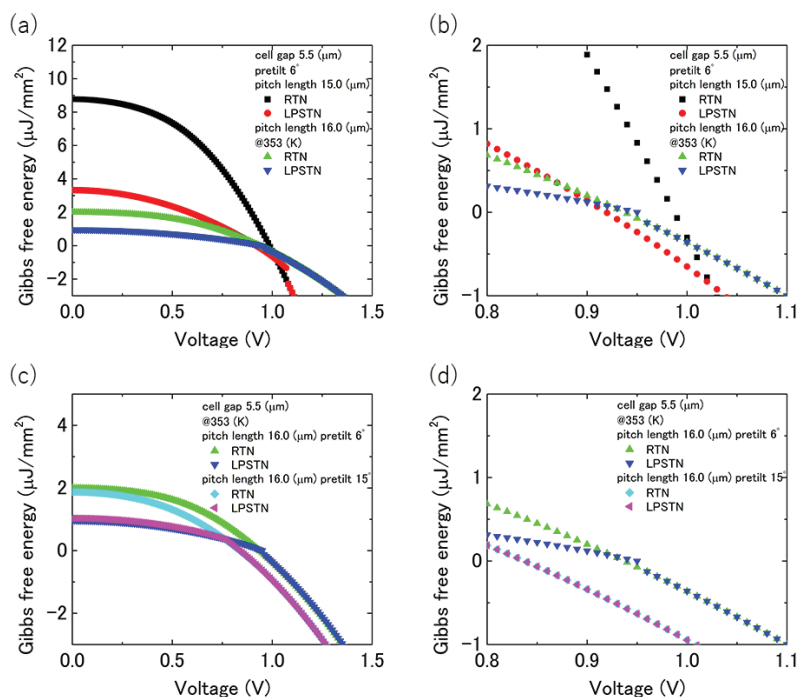 (a)
12
10
8
6
4
2
0
-2
Gibbs free energy (μJ/mm²)
cell gap 5.5 (μm)
pretilt 6°
pitch length 15.0 (μm)
RTN
LPSTN
pitch length 16.0 (μm)
@353 (K)
RTN
LPSTN
0.0 0.5 1.0 1.5
Voltage (V)
(b)
2
1
0
-1
Gibbs free energy (μJ/mm²)
cell gap 5.5 (μm)
pretilt 6°
pitch length 15.0 (μm)
RTN
LPSTN
pitch length 16.0 (μm)
@353 (K)
RTN
LPSTN
0.8 0.9 1.0 1.1
Voltage (V)
(c)
4
2
0
-2
Gibbs free energy (μJ/mm²)
cell gap 5.5 (μm)
@353 (K)
pitch length 16.0 (μm) pretilt 6°
RTN
LPSTN
pitch length 16.0 (μm) pretilt 15°
RTN
LPSTN
0.0 0.5 1.0 1.5
Voltage (V)
(d)
2
1
0
-1
Gibbs free energy (μJ/mm²)
cell gap 5.5 (μm)
@353 (K)
pitch length 16.0 (μm) pretilt 6°
RTN
LPSTN
pitch length 16.0 (μm) pretilt 15°
RTN
LPSTN
0.8 0.9 1.0 1.1
Voltage (V)